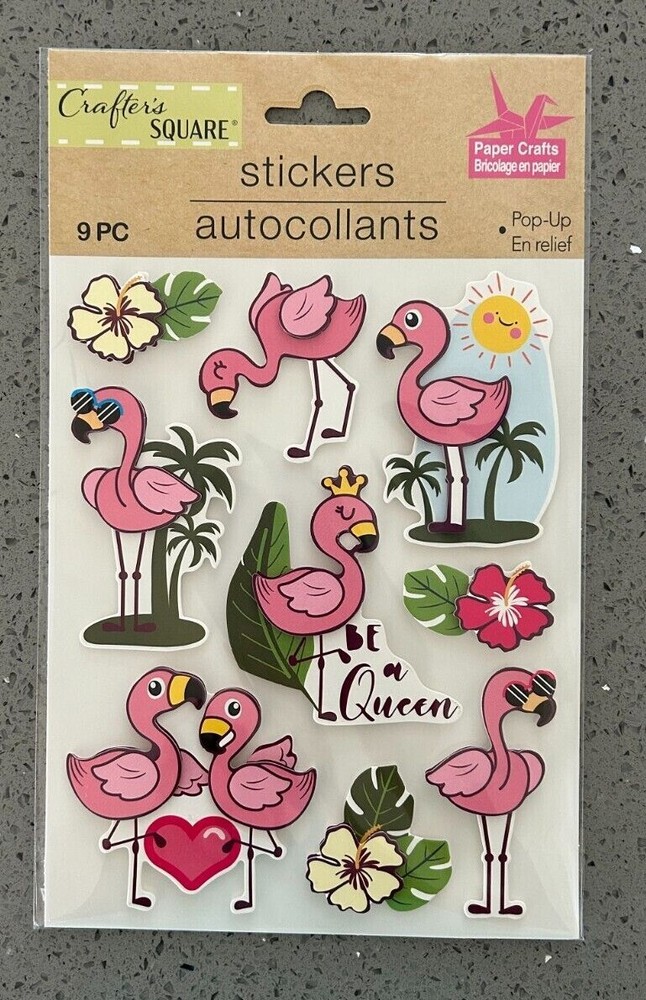 Crafter's
SQUARE®
stickers
autocollants
9 PC
Paper Crafts
Bricolage en papier
• Pop-Up
En relief
BE
a
Queen